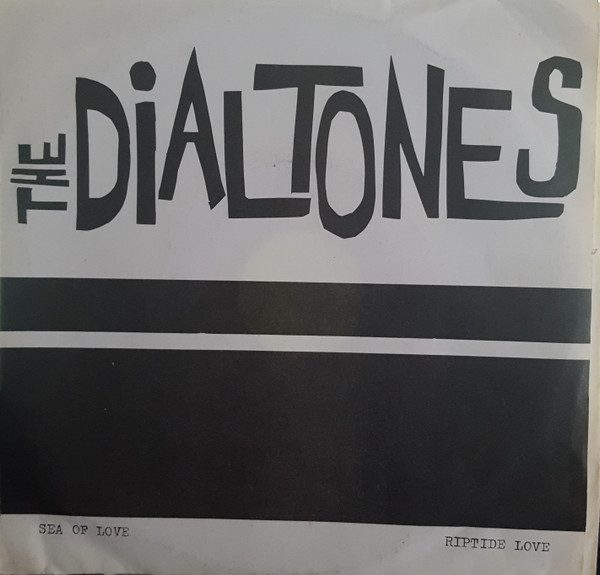 THE DiALTONES
SEA OF LOVE
RIPTIDE LOVE